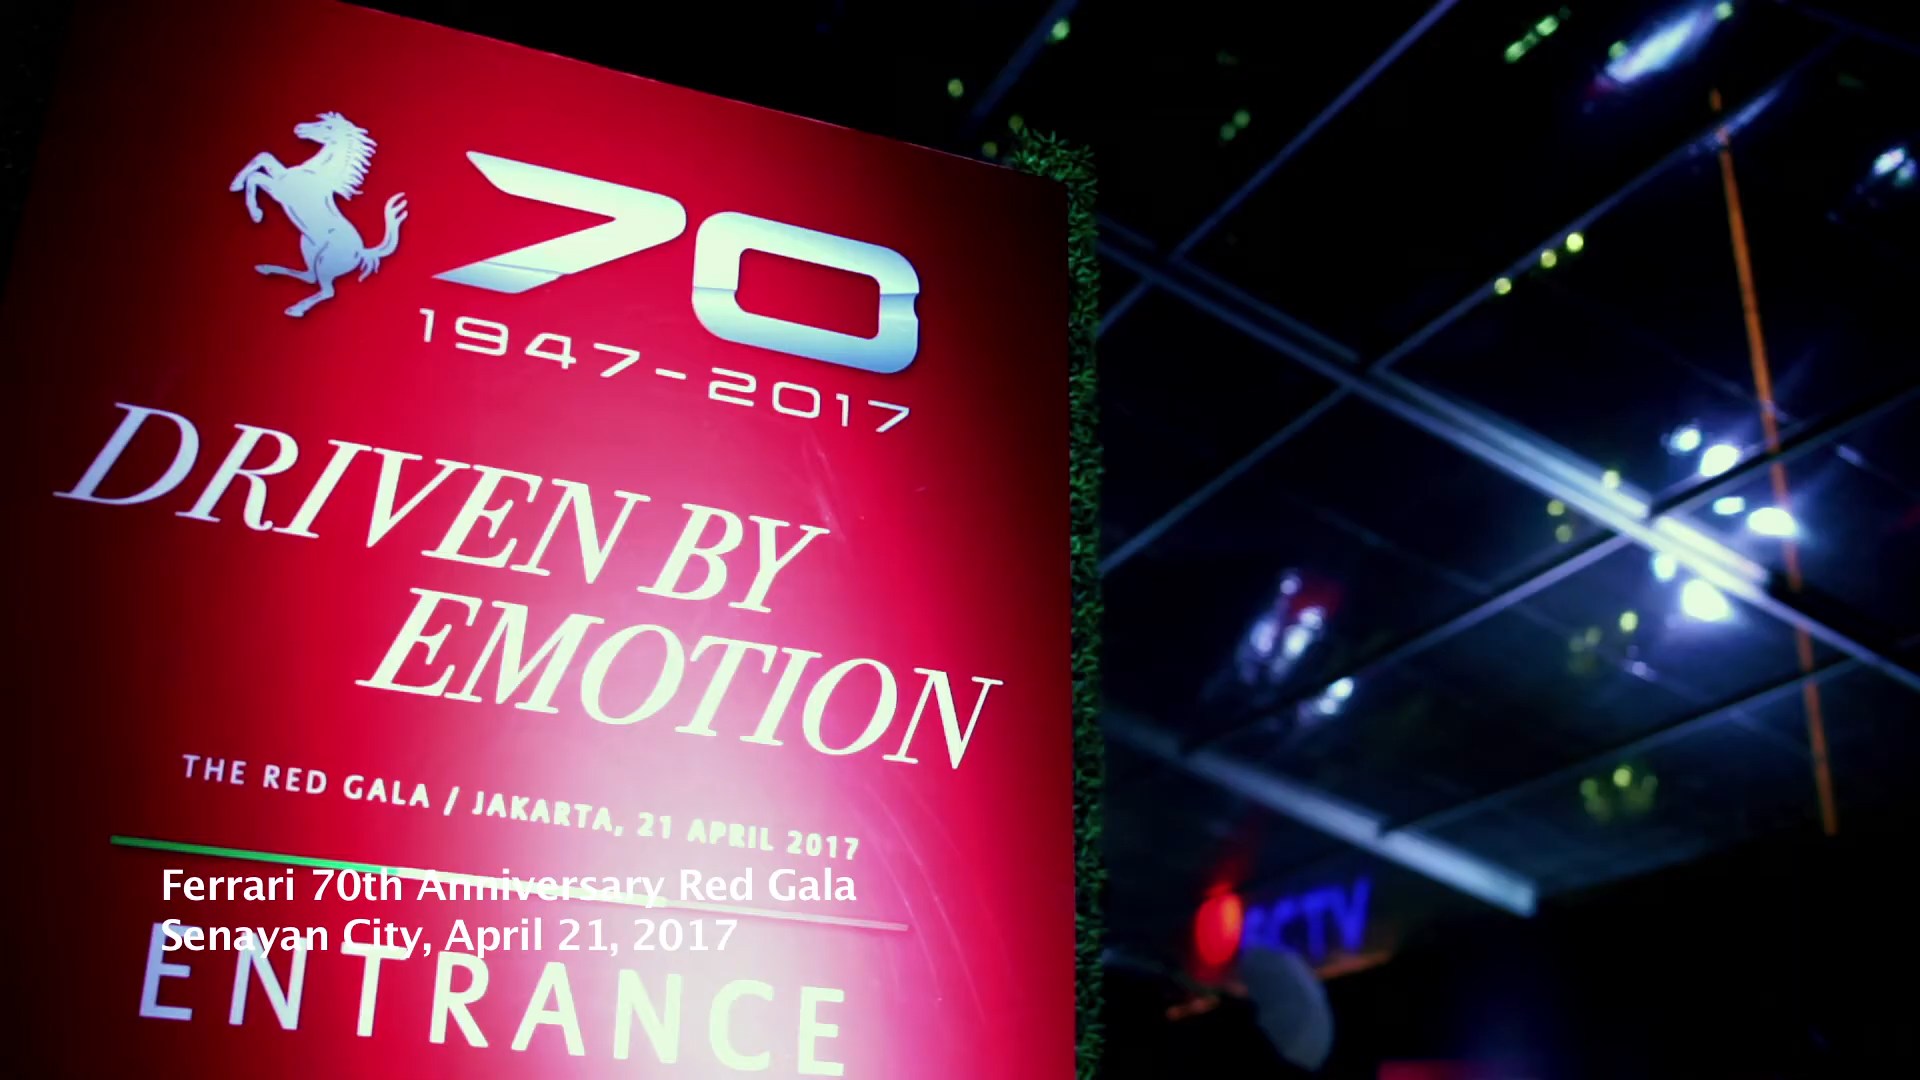 70
1947-2017
DRIVEN BY
EMOTION
THE RED GALA / JAKARTA, 21 APRIL 2017
Ferrari 70th Anniversary Red Gala
Senayan City, April 21, 2017
ENTRANCE